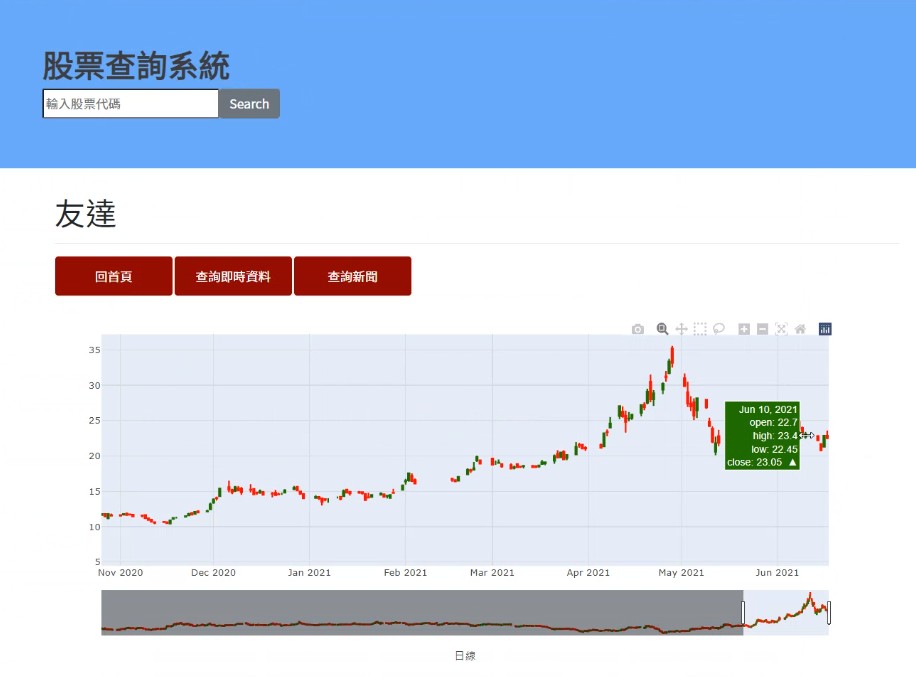 股票查詢系統
輸入股票代碼 Search
友達
回首頁 查詢即時資料 查詢新聞
35
30
25
20
15
10
5
Jun 10, 2021
open: 22.7
high: 23.4
low: 22.45
close: 23.05 ▲
Nov 2020 Dec 2020 Jan 2021 Feb 2021 Mar 2021 Apr 2021 May 2021 Jun 2021
日線